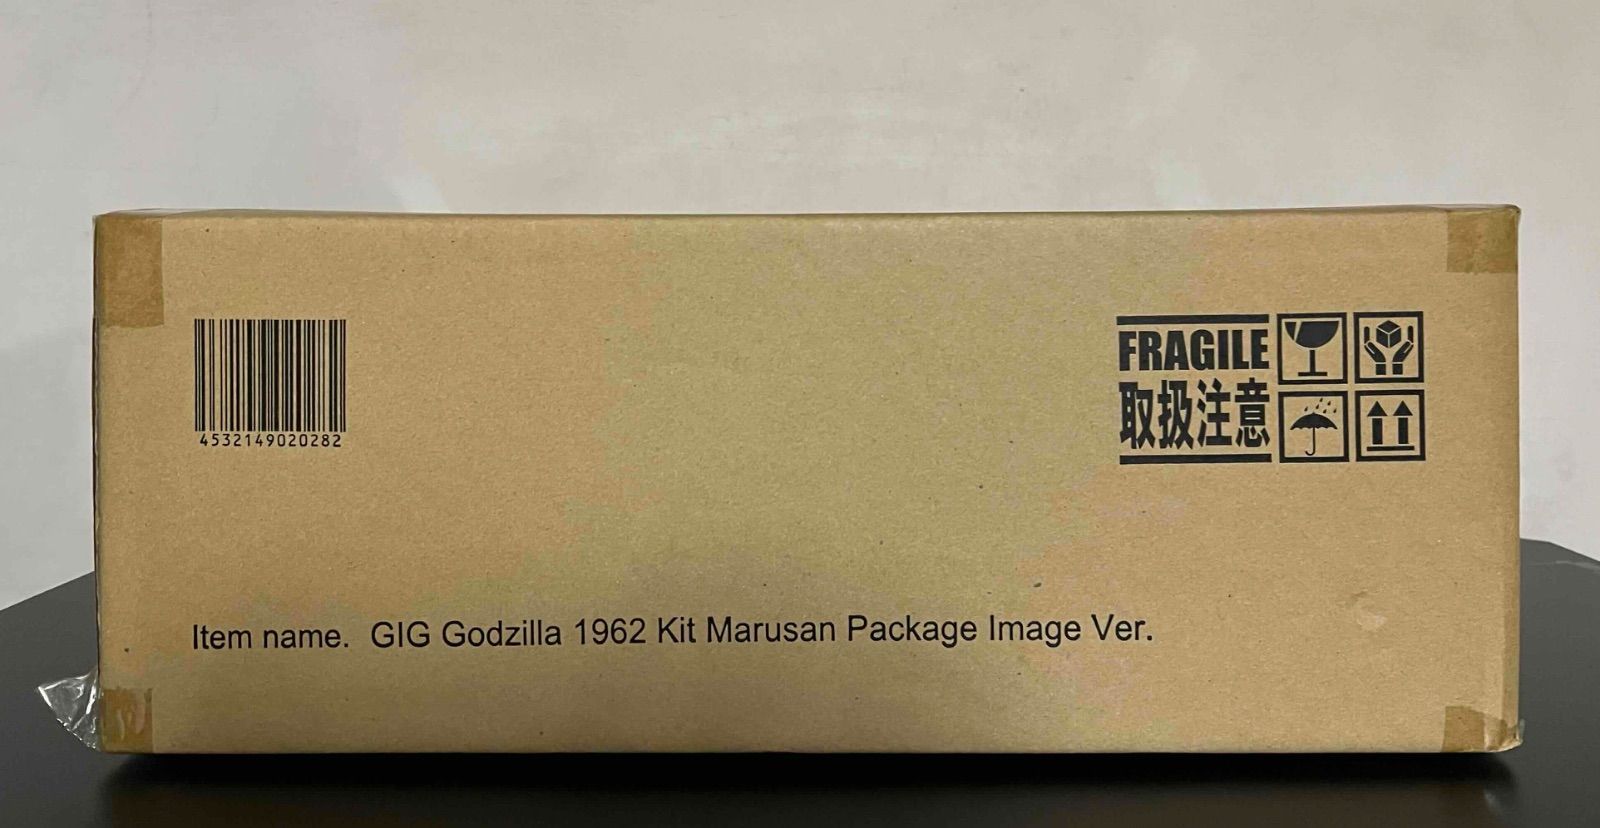 4532149020282
FRAGILE
取扱注意
Item name. GIG Godzilla 1962 Kit Marusan Package Image Ver.